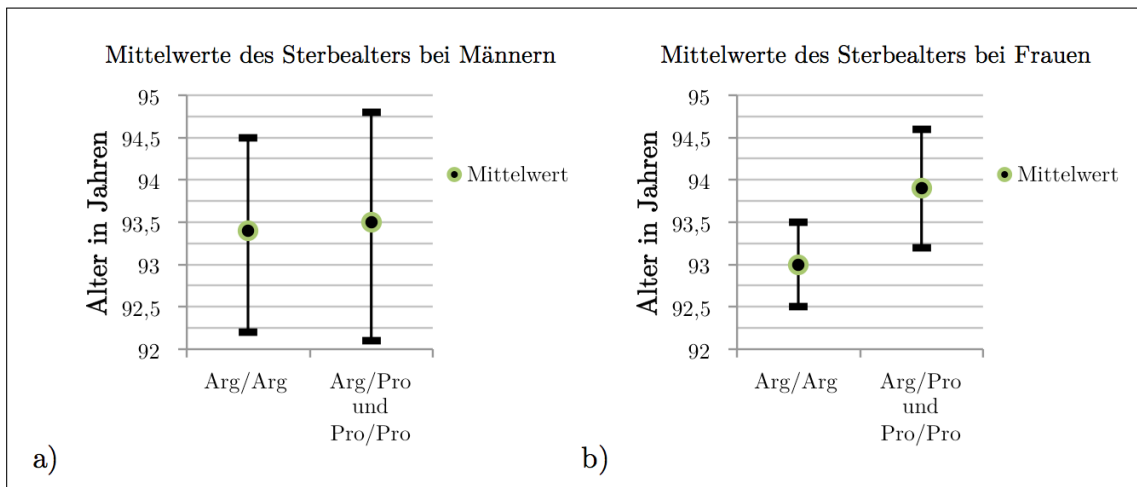 Mittelwerte des Sterbealters bei Männern
Alter in Jahren
95
94,5
94
93,5
93
92,5
92
Mittelwert
Arg/Arg
Arg/Pro
und
Pro/Pro
a)
Mittelwerte des Sterbealters bei Frauen
Alter in Jahren
95
94,5
94
93,5
93
92,5
92
Mittelwert
Arg/Arg
Arg/Pro
und
Pro/Pro
b)